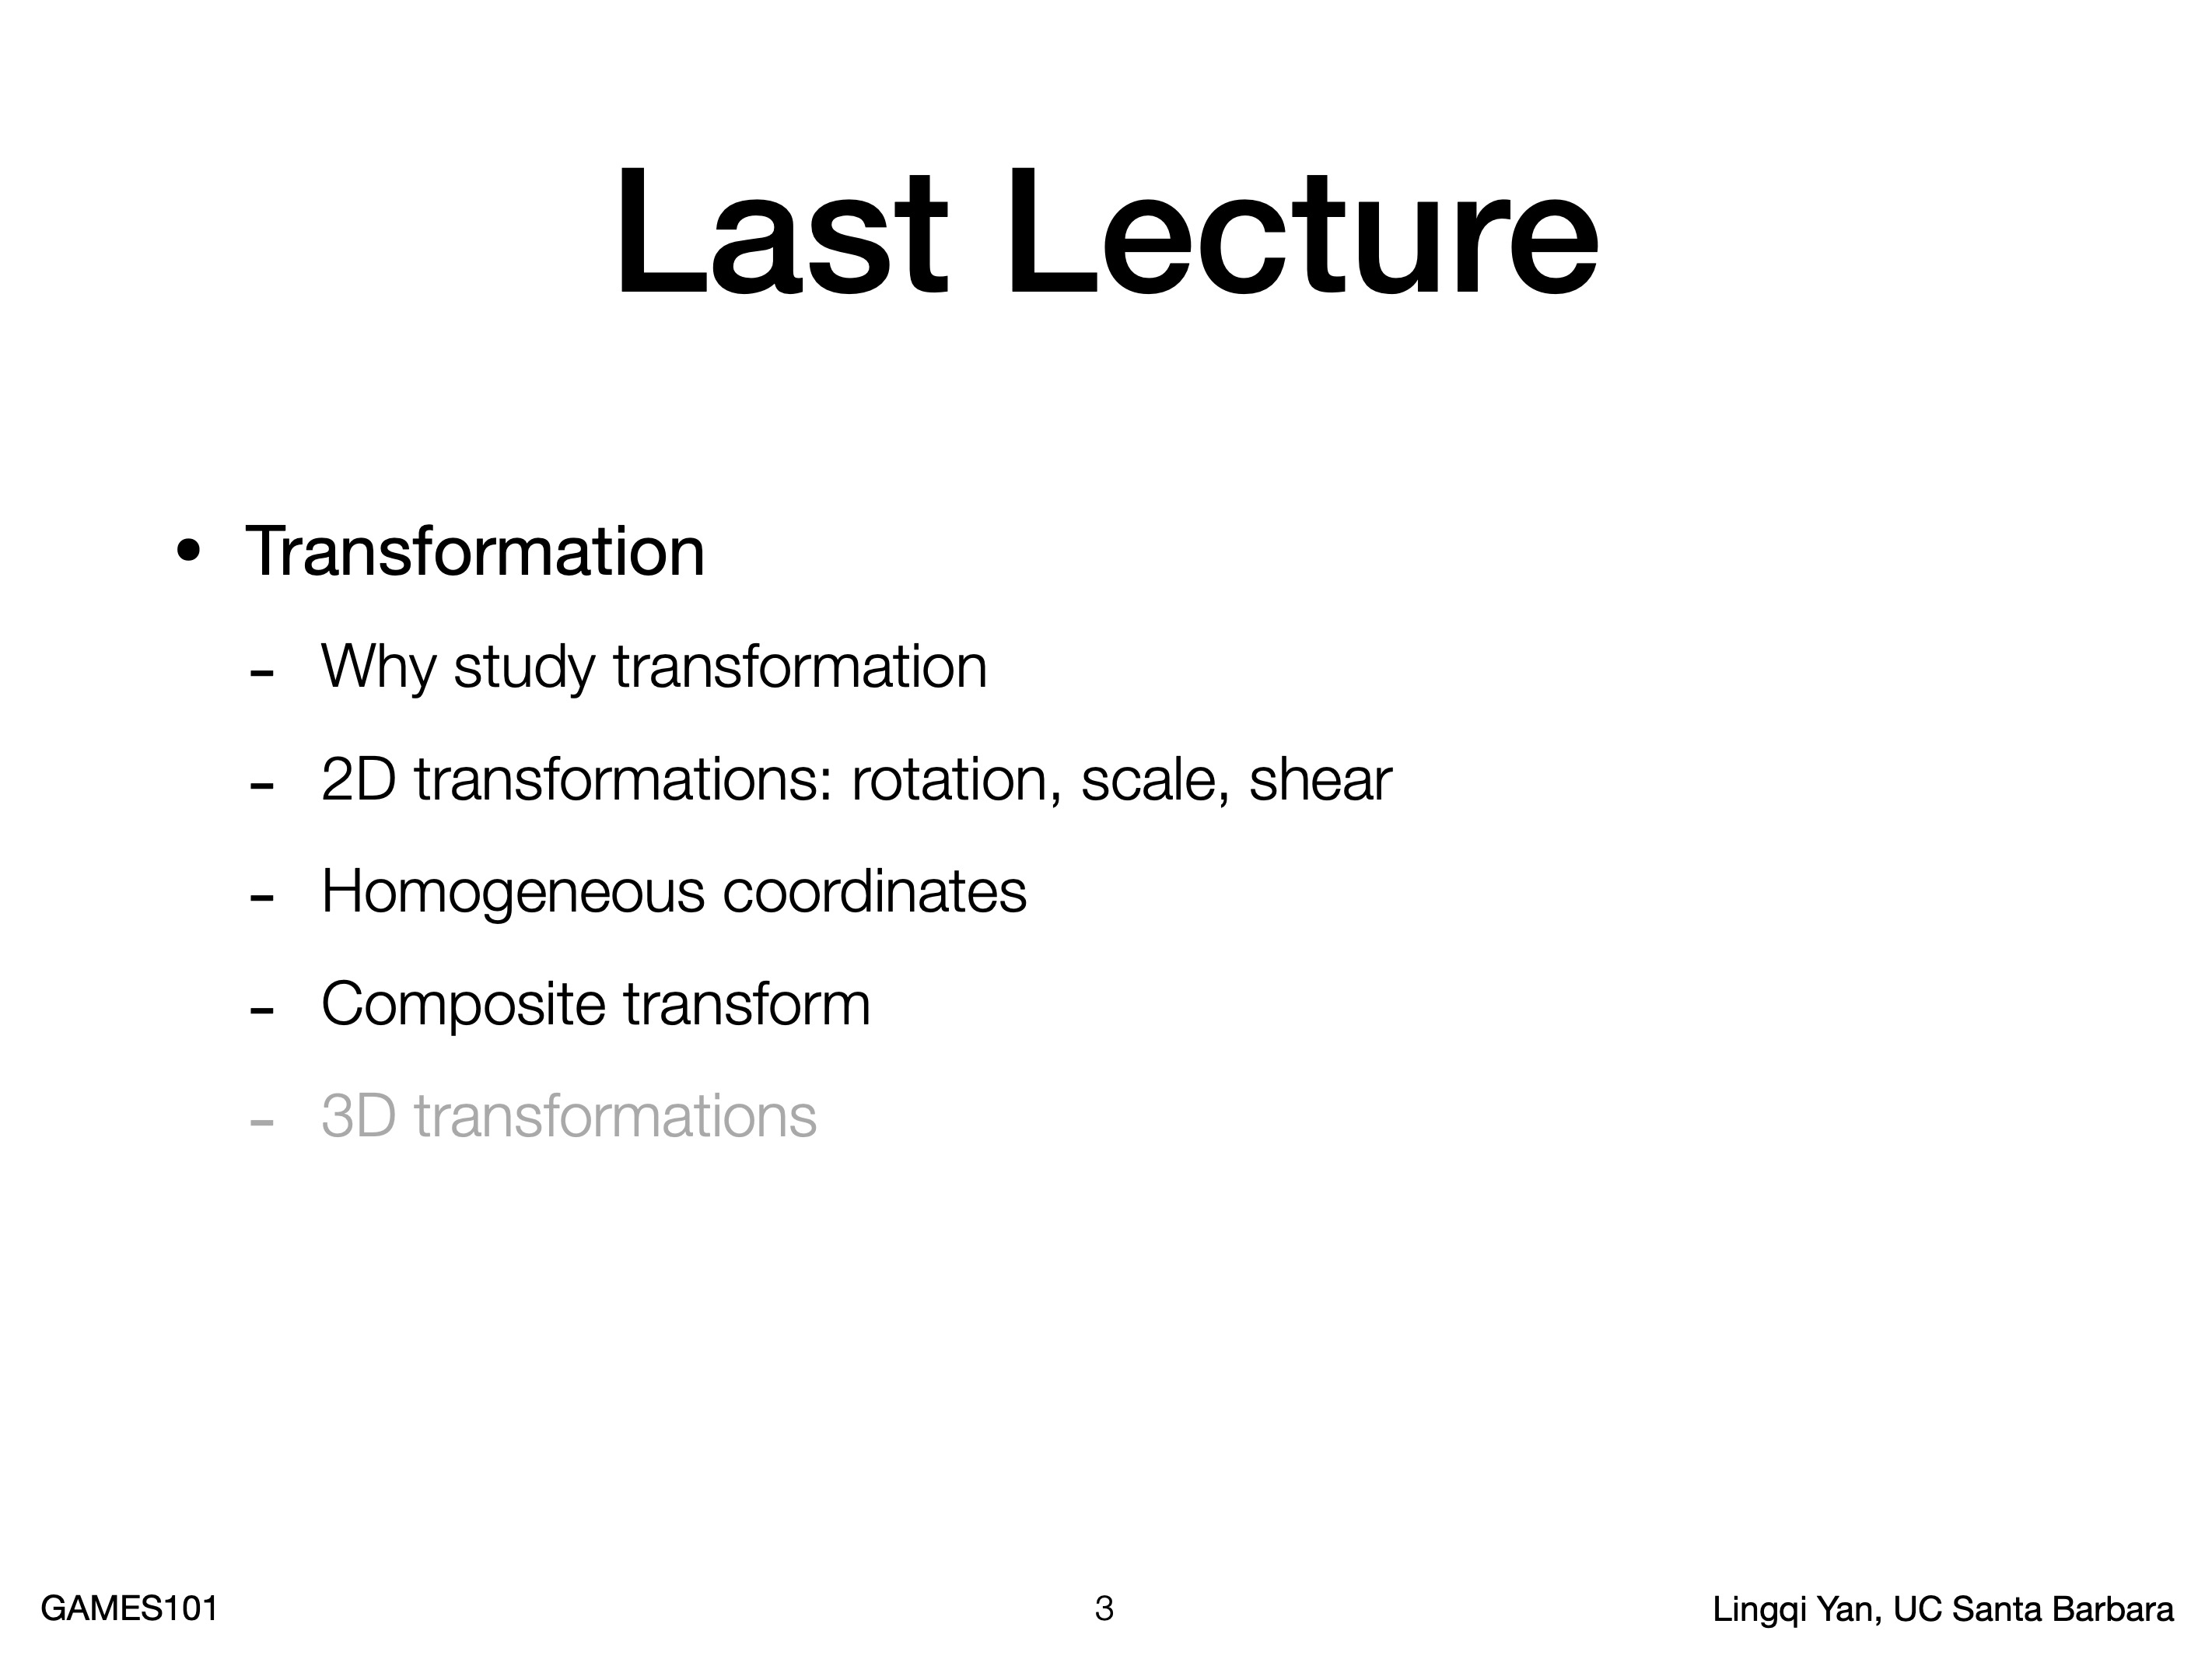 Last Lecture
• Transformation
- Why study transformation
- 2D transformations: rotation, scale, shear
- Homogeneous coordinates
- Composite transform
- 3D transformations
GAMES101
3
Lingqi Yan, UC Santa Barbara